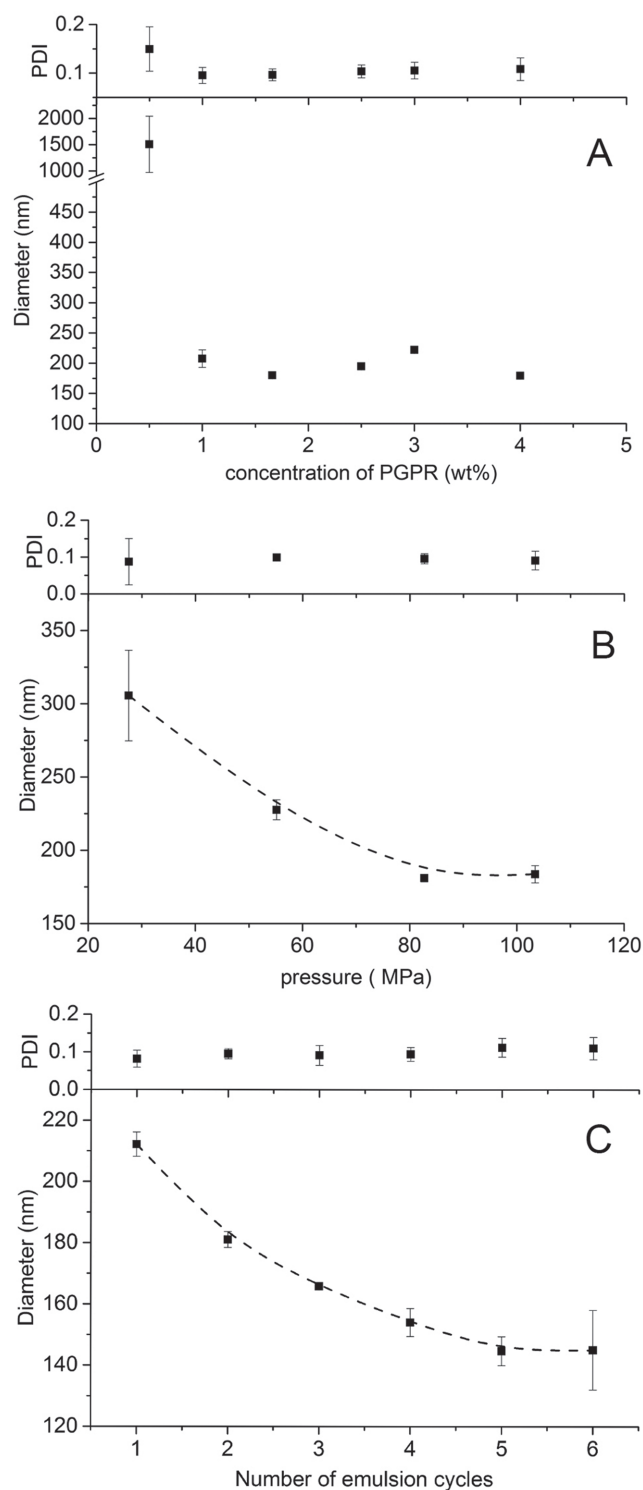 0.2
0.1
PDI
2000
1500
1000
450
400
350
300
250
200
150
100
Diameter (nm)
A
0 1 2 3 4 5
concentration of PGPR (wt%)
0.2
0.1
0.0
PDI
300
250
200
150
Diameter (nm)
B
20 40 60 80 100 120
pressure ( MPa)
0.2
0.1
0.0
PDI
220
200
180
160
140
120
Diameter (nm)
C
1 2 3 4 5 6
Number of emulsion cycles